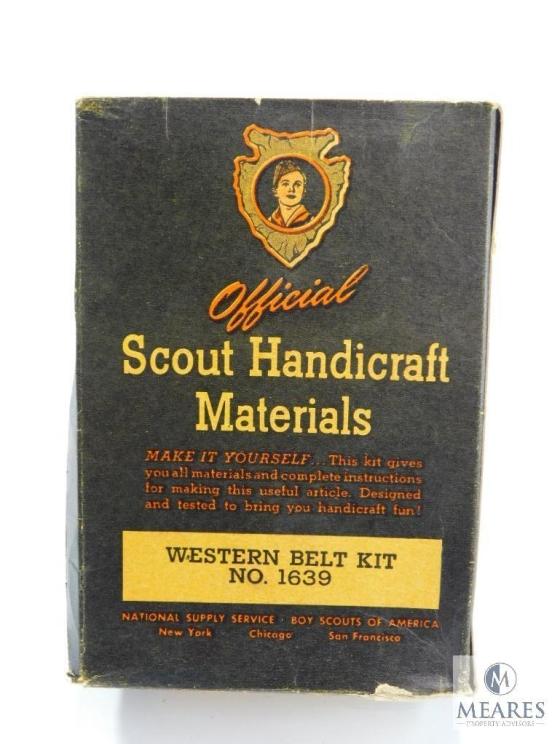 Official
Scout Handicraft
Materials
MAKE IT YOURSELF... This kit gives
you all materials and complete instructions
for making this useful article. Designed
and tested to bring you handicraft fun!
WESTERN BELT KIT
NO. 1639
NATIONAL SUPPLY SERVICE · BOY SCOUTS OF AMERICA
New York Chicago San Francisco
M
MEARES
PROPERTY ADVISORS